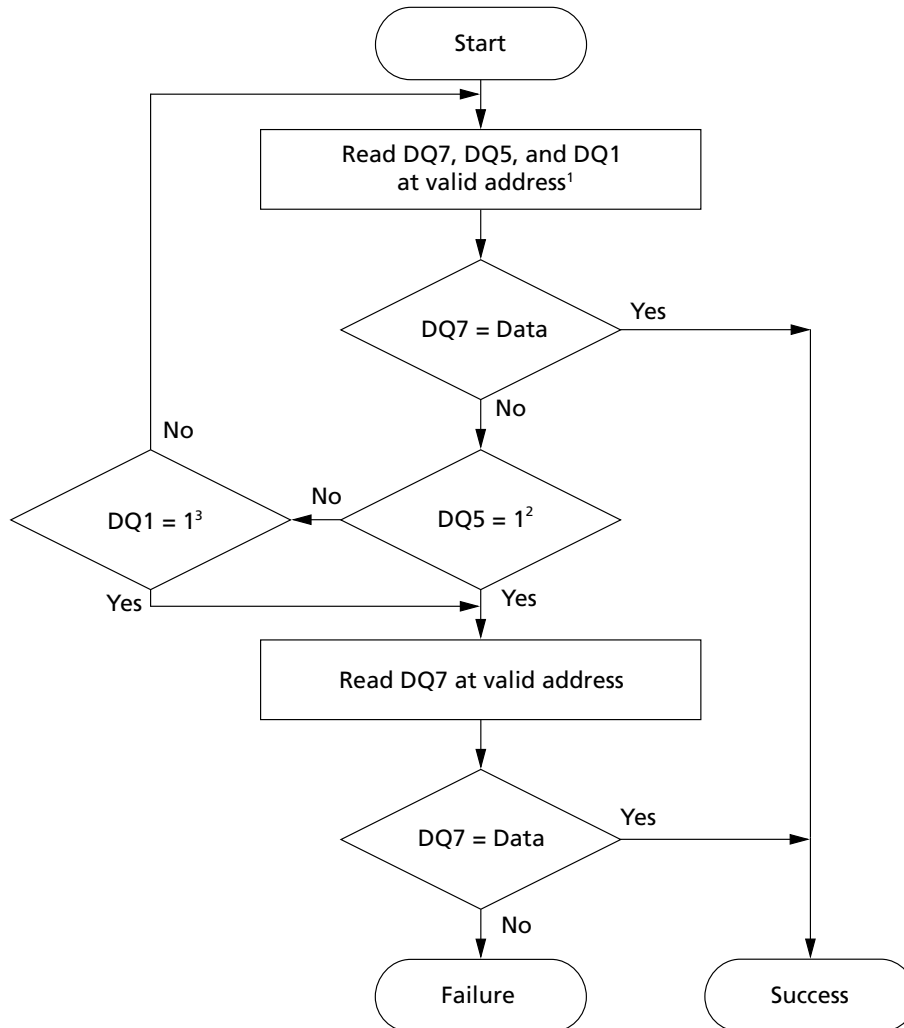 Start
Read DQ7, DQ5, and DQ1
at valid address¹
DQ7 = Data
Yes
No
No
DQ1 = 1³
No
DQ5 = 1²
Yes
Yes
Read DQ7 at valid address
DQ7 = Data
Yes
No
Failure
Success